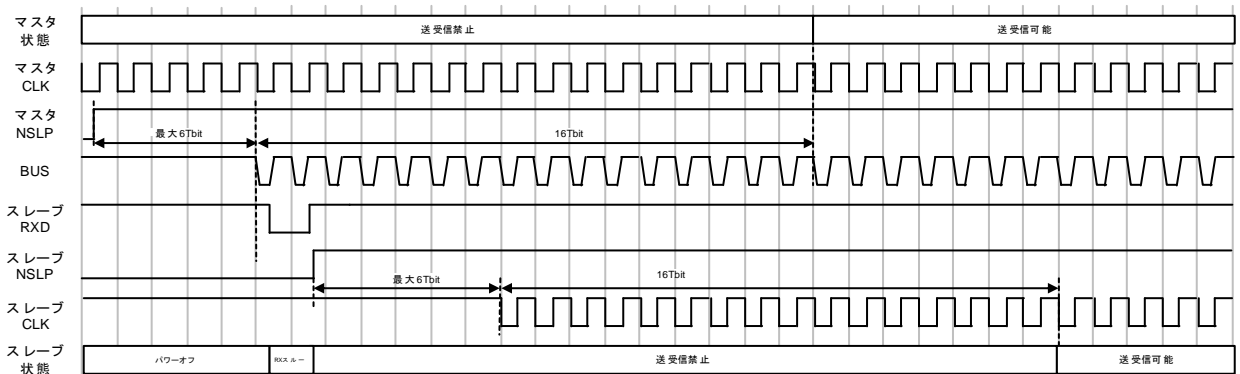 マスタ
状態
送受信禁止
送受信可能
マスタ
CLK
マスタ
NSLP
最大6Tbit
16Tbit
BUS
スレーブ
RXD
スレーブ
NSLP
最大6Tbit
16Tbit
スレーブ
CLK
スレーブ
状態
パワーオフ
RXスルー
送受信禁止
送受信可能